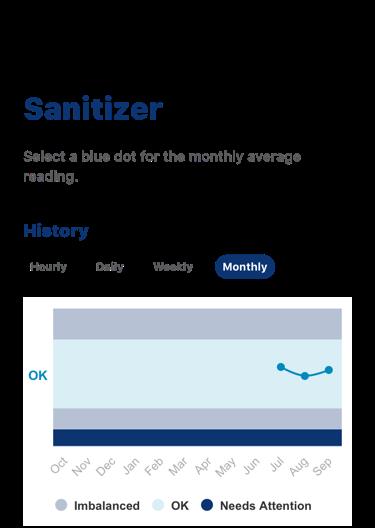 Sanitizer
Select a blue dot for the monthly average
reading.
History
Hourly Daily Weekly Monthly
OK
Oct Nov Dec Jan Feb Mar Apr May Jun Jul Aug Sep
Imbalanced OK Needs Attention